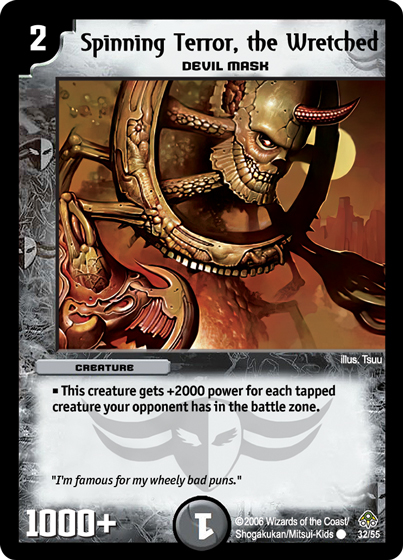 2
Spinning Terror, the Wretched
DEVIL MASK
illus. Tsuu
CREATURE
▪ This creature gets +2000 power for each tapped
creature your opponent has in the battle zone.
"I'm famous for my wheely bad puns."
1000+
1
©2006 Wizards of the Coast/
Shogakukan/Mitsui-Kids ● 32/55